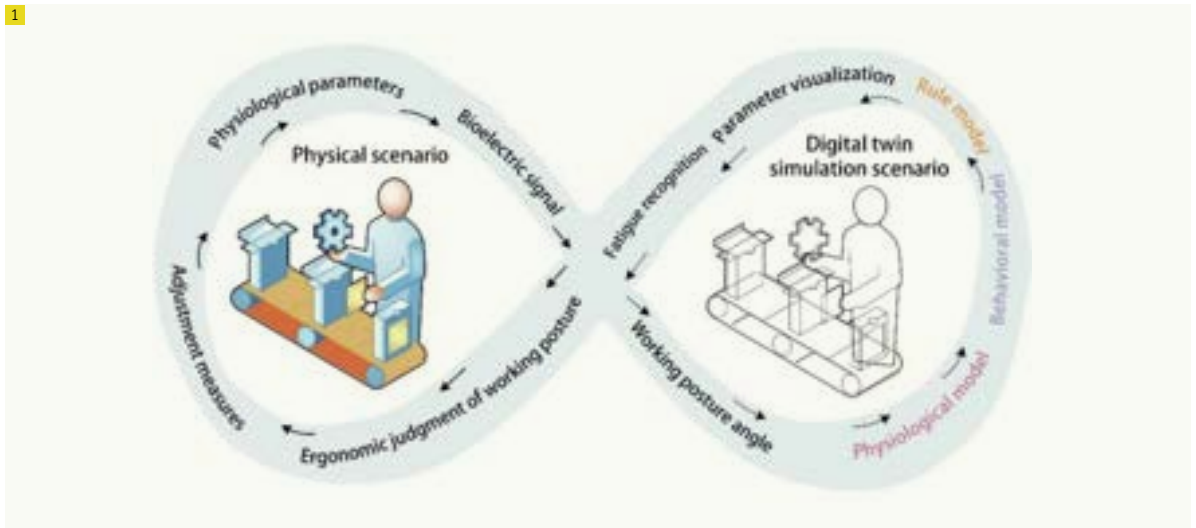 1
Physiological parameters
Bioelectric signal
Physical scenario
Adjustment measures
Ergonomic judgment of working posture
Parameter visualization
Fatigue recognition
Rule model
Digital twin
simulation scenario
Behavioral model
Working posture angle
Physiological model